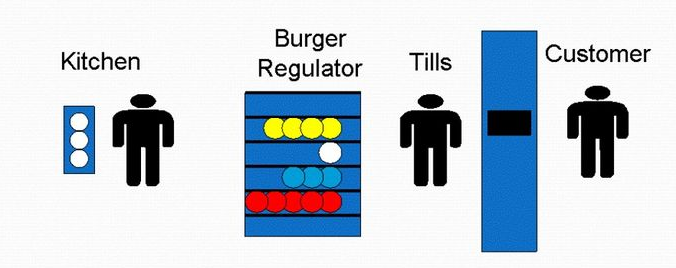 Kitchen
Burger
Regulator
Tills
Customer